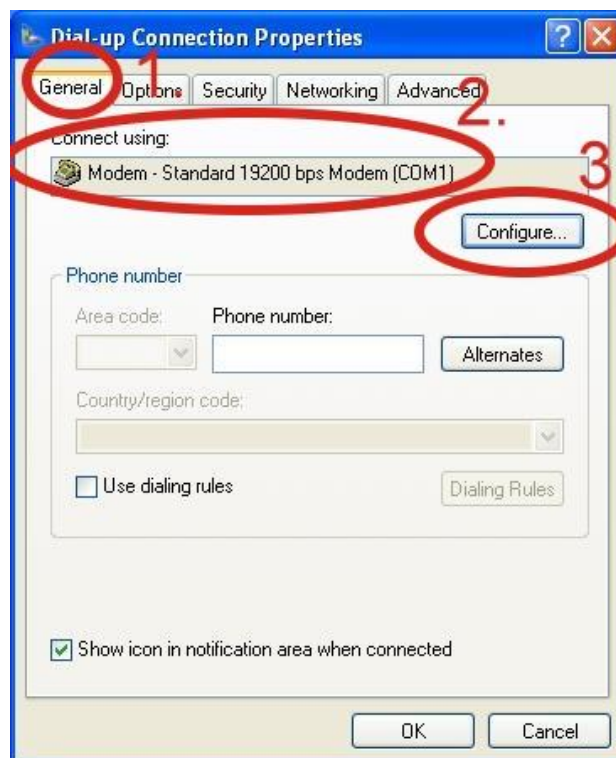 Dial-up Connection Properties
?
X
1
General Options Security Networking Advanced
2.
Connect using:
Modem - Standard 19200 bps Modem (COM1)
3
Configure...
Phone number
Area code: Phone number:
Alternates
Country/region code:
Use dialing rules
Dialing Rules
Show icon in notification area when connected
OK Cancel